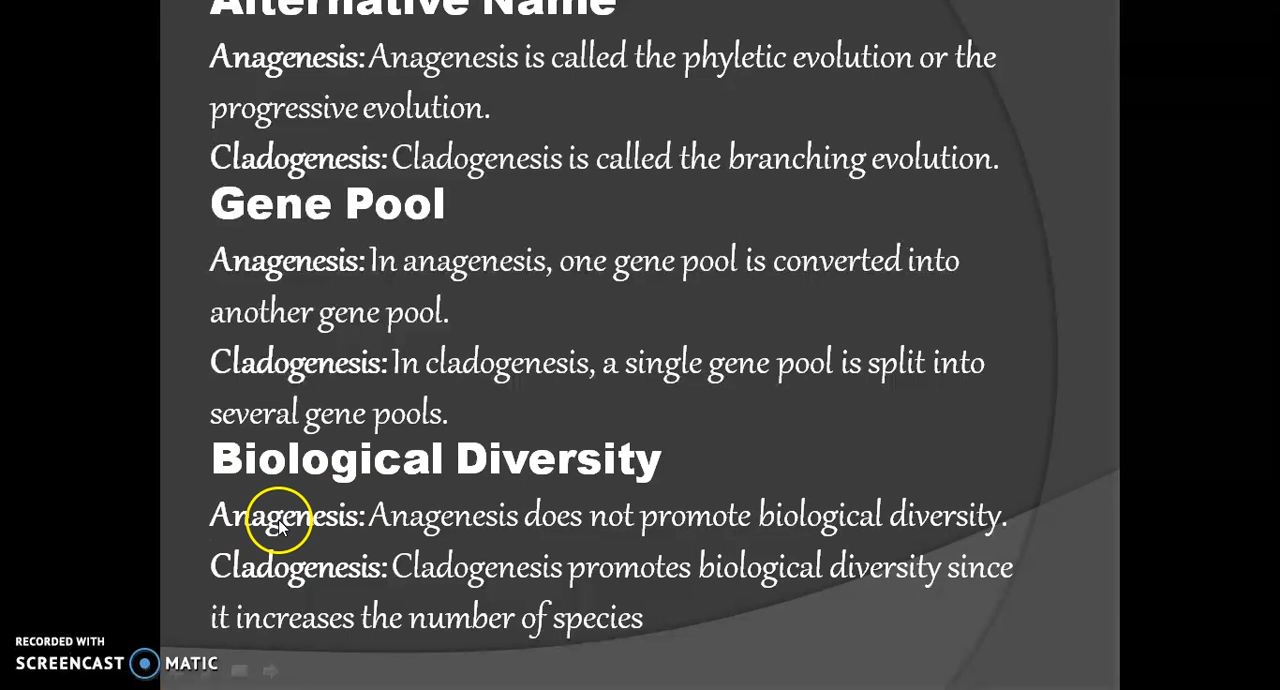 Alternative Name
Anagenesis: Anagenesis is called the phyletic evolution or the
progressive evolution.
Cladogenesis: Cladogenesis is called the branching evolution.
Gene Pool
Anagenesis: In anagenesis, one gene pool is converted into
another gene pool.
Cladogenesis: In cladogenesis, a single gene pool is split into
several gene pools.
Biological Diversity
Anagenesis: Anagenesis does not promote biological diversity.
Cladogenesis: Cladogenesis promotes biological diversity since
it increases the number of species
RECORDED WITH
SCREENCAST MATIC